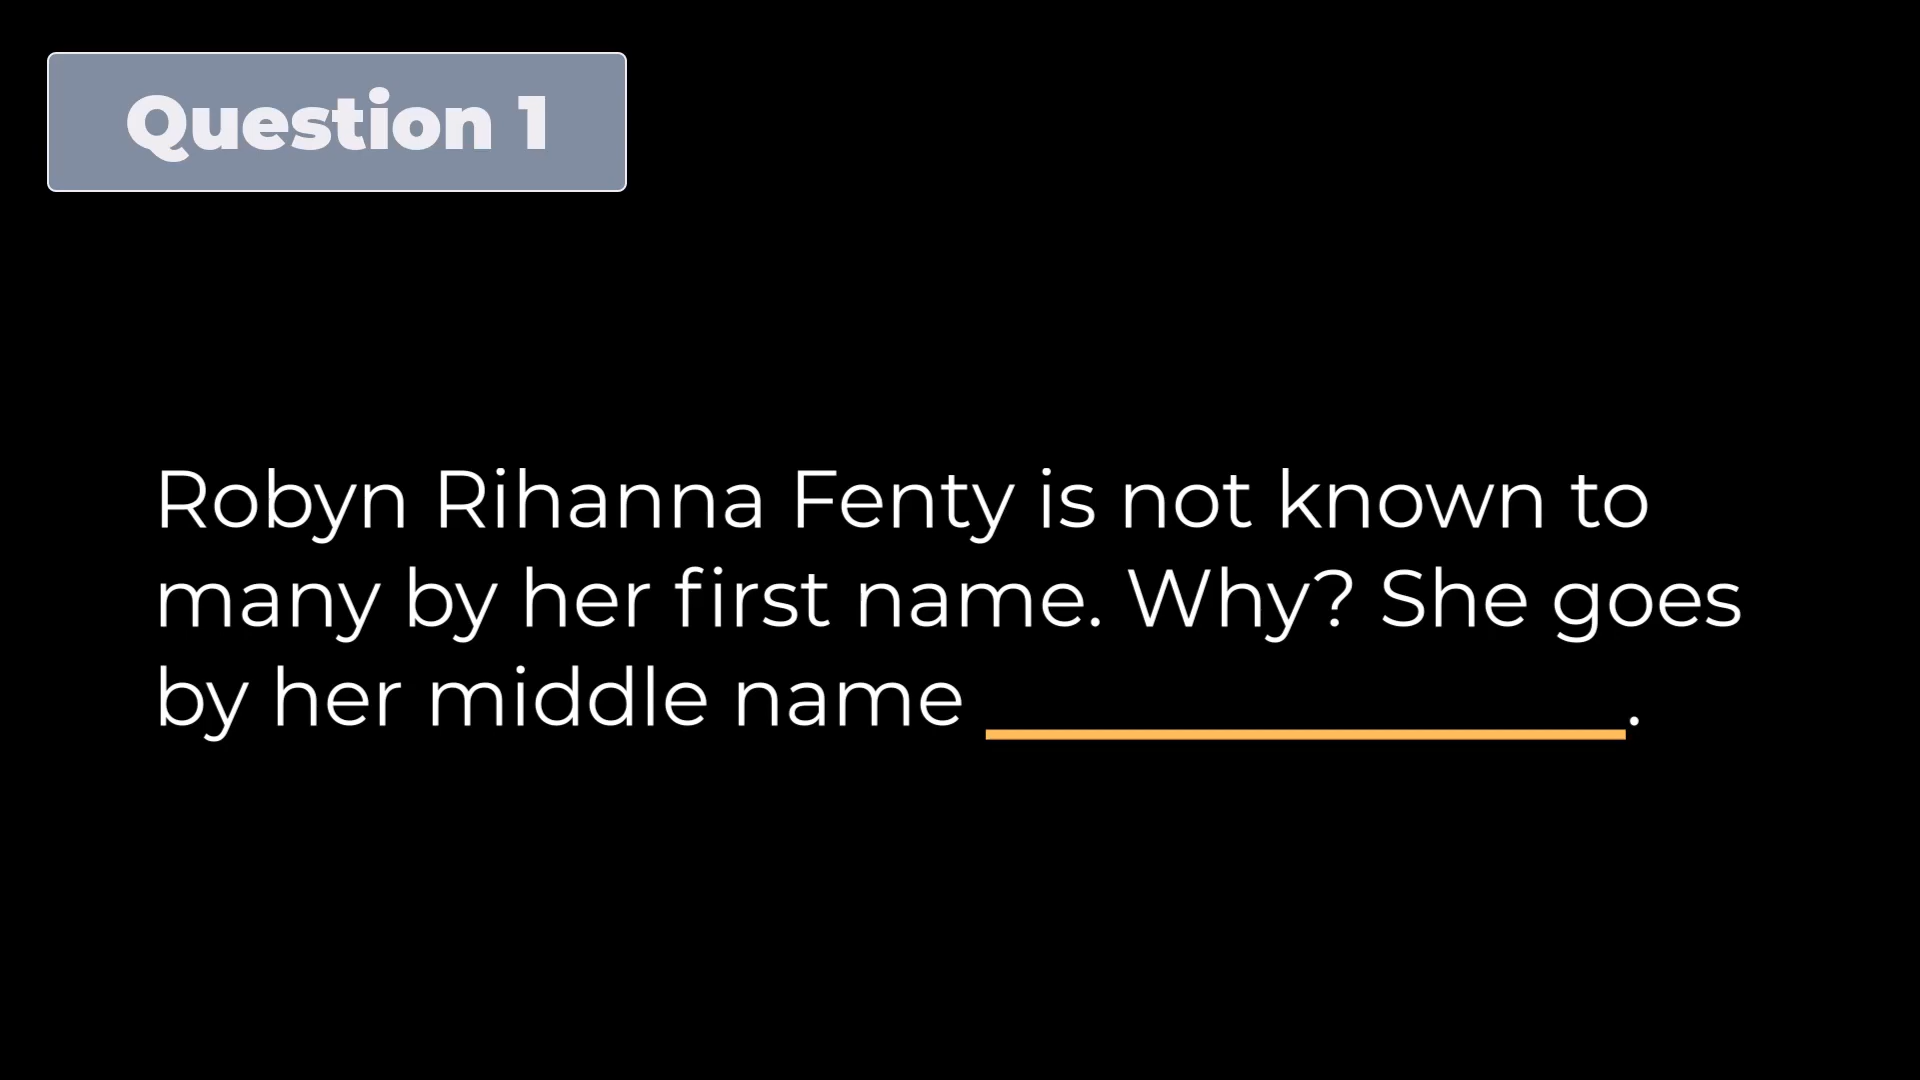 Question 1
Robyn Rihanna Fenty is not known to
many by her first name. Why? She goes
by her middle name ____________.